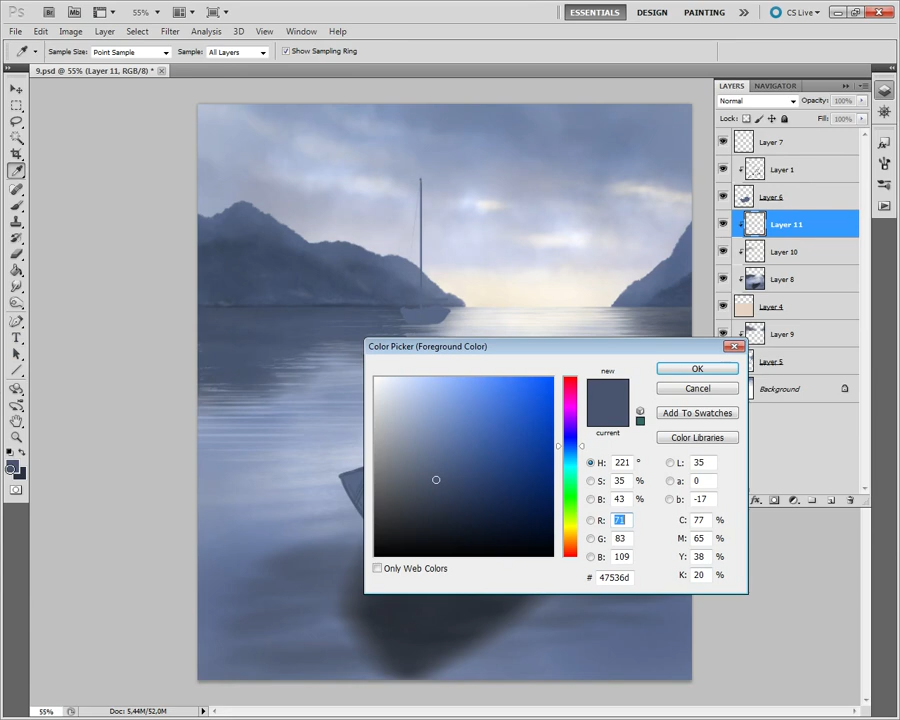 Ps Br Mb 55% ESSENTIALS DESIGN PAINTING CS Live
File Edit Image Layer Select Filter Analysis 3D View Window Help
Sample Size: Point Sample Sample: All Layers Show Sampling Ring
9.psd @ 55% (Layer 11, RGB/8) *
LAYERS NAVIGATOR
Normal Opacity: 100%
Lock: Fill: 100%
Layer 7
Layer 1
Layer 6
Layer 11
Layer 10
Layer 8
Layer 4
Layer 9
Layer 5
Background
Color Picker (Foreground Color)
new
current
OK
Cancel
Add To Swatches
Color Libraries
H: 221 °
S: 35 %
B: 43 %
R: 71
G: 83
B: 109
# 47536d
L: 35
a: 0
b: -17
C: 77 %
M: 65 %
Y: 38 %
K: 20 %
Only Web Colors
T
fx
55% Doc: 5,44M/52,0M